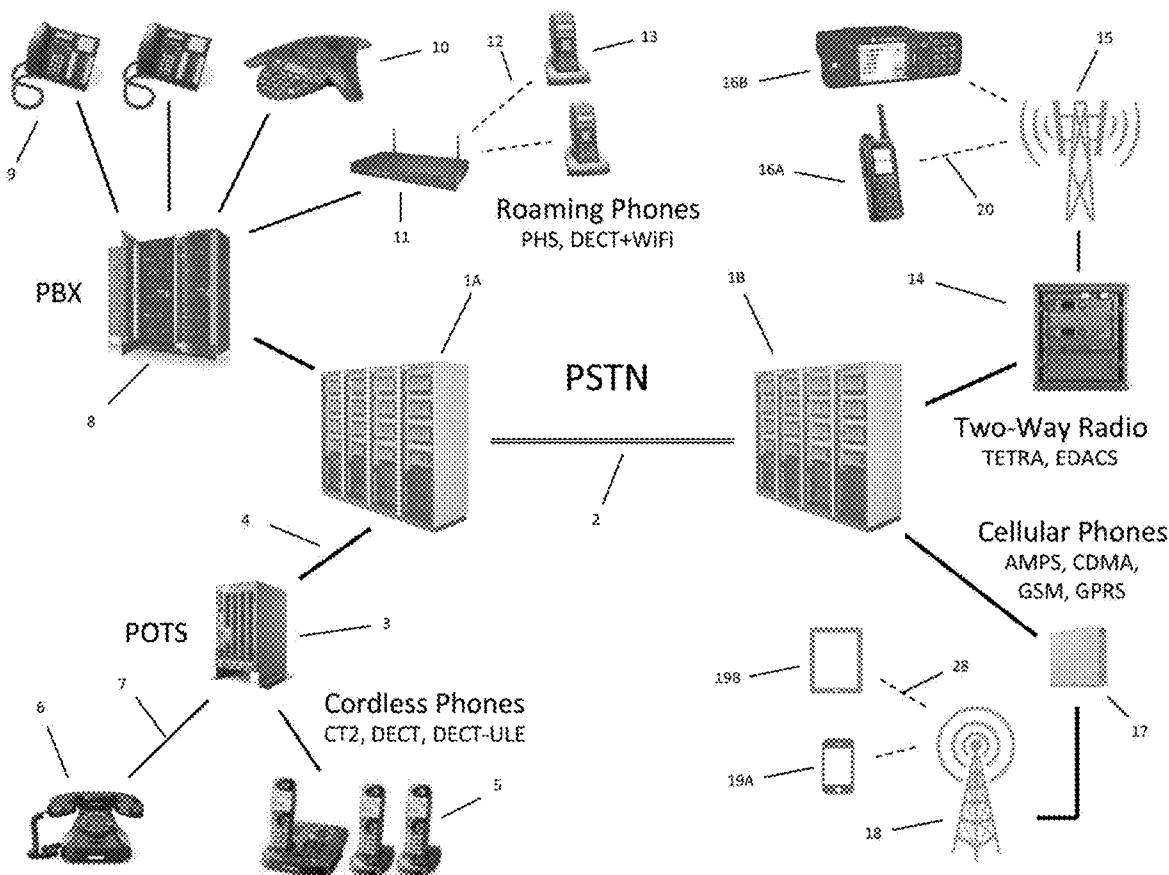 9
10
12
13
16B
15
16A
20
11
Roaming Phones
PHS, DECT+WiFi
PBX
8
1A
1B
14
PSTN
2
Two-Way Radio
TETRA, EDACS
4
Cellular Phones
AMPS, CDMA,
GSM, GPRS
POTS
3
7
6
Cordless Phones
CT2, DECT, DECT-ULE
5
19B
28
17
19A
18